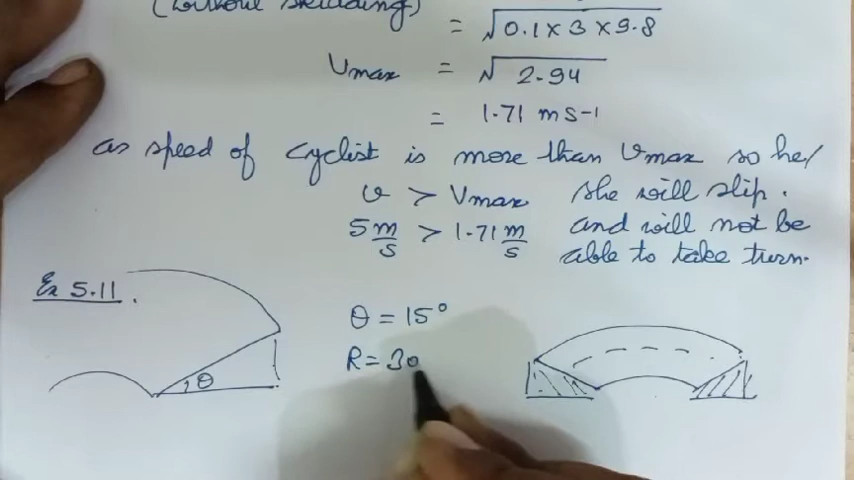 (without skidding)
= √0.1 × 3 × 9.8
Vmax = √2.94
= 1.71 ms-1
as speed of cyclist is more than vmax so he/
v > Vmax she will slip.
5 m/s > 1.71 m/s and will not be
able to take turn.
Ex 5.11.
θ = 15°
R = 30
θ